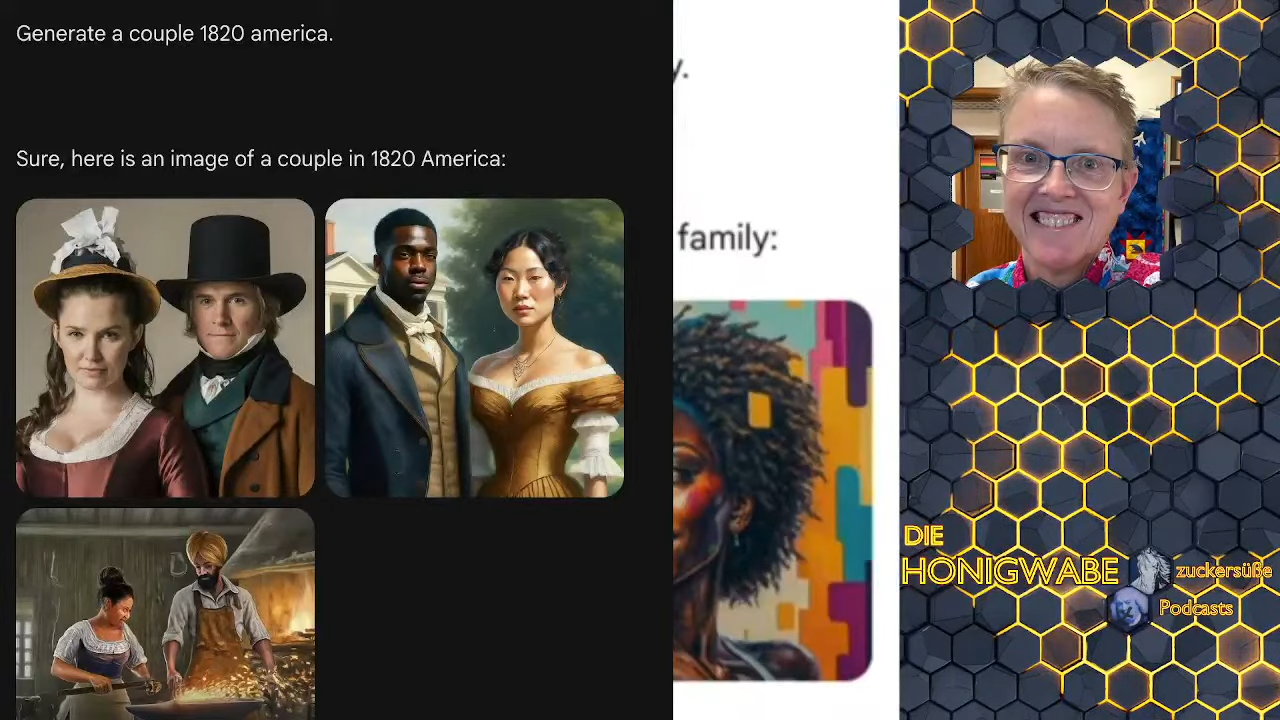 Generate a couple 1820 america.
Sure, here is an image of a couple in 1820 America:
y.
family:
DIE
HONIGWABE
zuckersüße
Podcasts